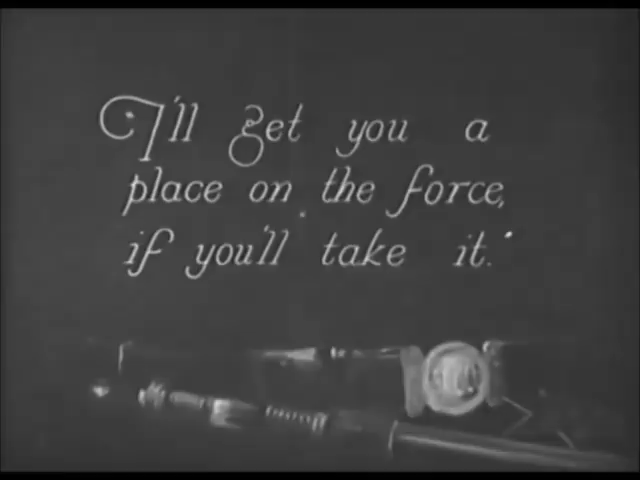 I'll get you a
place on the force,
if you'll take it."